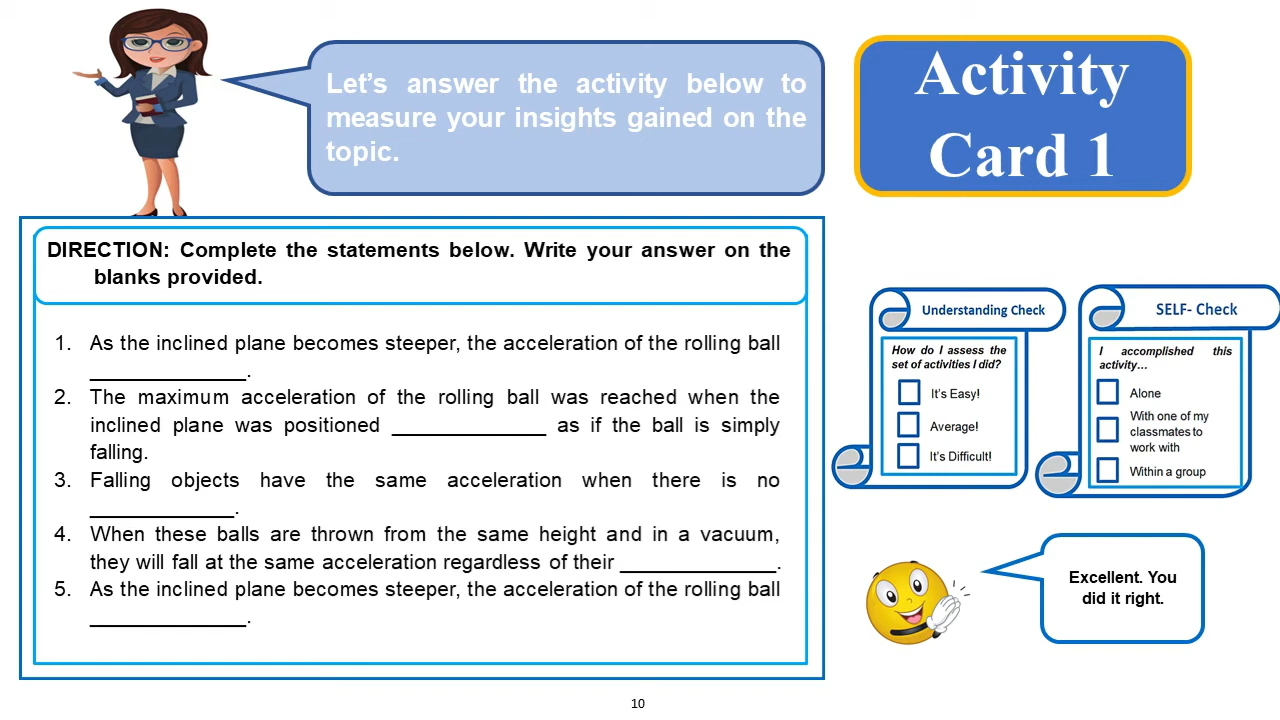 Let’s answer the activity below to
measure your insights gained on the
topic.
Activity
Card 1
DIRECTION: Complete the statements below. Write your answer on the
blanks provided.
1. As the inclined plane becomes steeper, the acceleration of the rolling ball
_____________.
2. The maximum acceleration of the rolling ball was reached when the
inclined plane was positioned _____________ as if the ball is simply
falling.
3. Falling objects have the same acceleration when there is no
____________.
4. When these balls are thrown from the same height and in a vacuum,
they will fall at the same acceleration regardless of their _____________.
5. As the inclined plane becomes steeper, the acceleration of the rolling ball
_____________.
Understanding Check
How do I assess the
set of activities I did?
It’s Easy!
Average!
It’s Difficult!
SELF- Check
I accomplished this
activity…
Alone
With one of my
classmates to
work with
Within a group
Excellent. You
did it right.
10